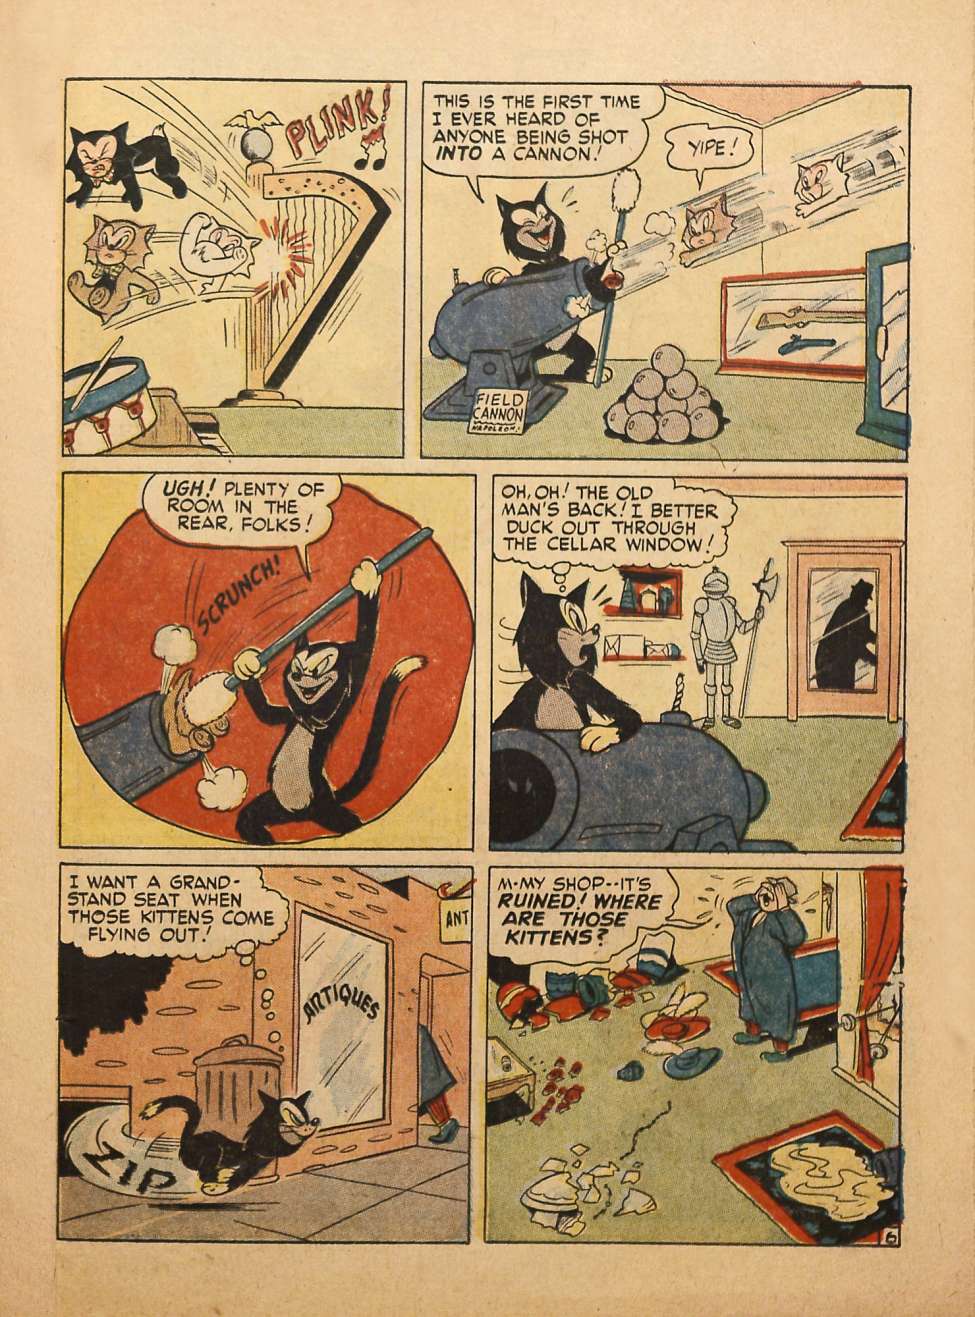 PLINK!
THIS IS THE FIRST TIME
I EVER HEARD OF
ANYONE BEING SHOT
INTO A CANNON!
YIPE!
FIELD
CANNON
NAPOLEON!
UGH! PLENTY OF
ROOM IN THE
REAR, FOLKS!
SCRUNCH!
OH, OH! THE OLD
MAN'S BACK! I BETTER
DUCK OUT THROUGH
THE CELLAR WINDOW!
I WANT A GRAND-
STAND SEAT WHEN
THOSE KITTENS COME
FLYING OUT!
ANT
ANTIQUES
ZIP
M-MY SHOP--IT'S
RUINED! WHERE
ARE THOSE
KITTENS?
6